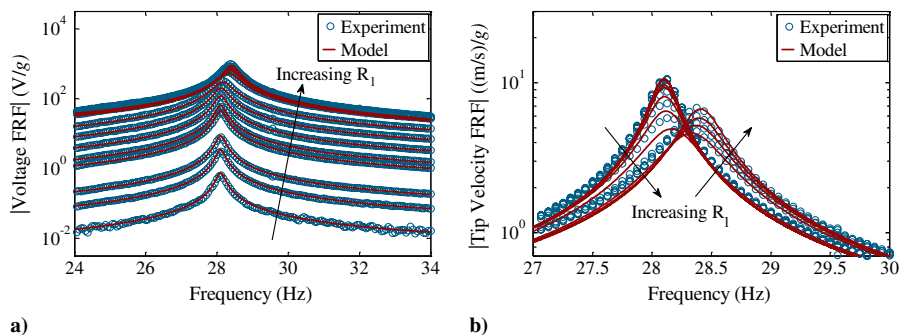 |Voltage FRF| (V/g)
10^4
10^2
10^0
10^-2
Experiment
Model
Increasing R_l
24 26 28 30 32 34
Frequency (Hz)
a)
|Tip Velocity FRF| ((m/s)/g)
10^1
10^0
Experiment
Model
Increasing R_l
27 27.5 28 28.5 29 29.5 30
Frequency (Hz)
b)